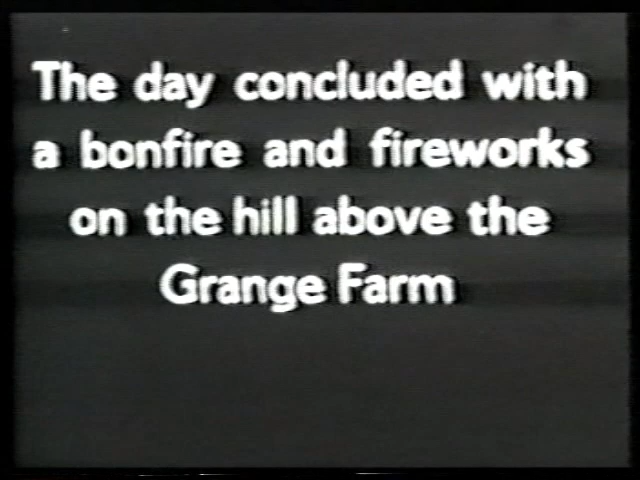 The day concluded with
a bonfire and fireworks
on the hill above the
Grange Farm